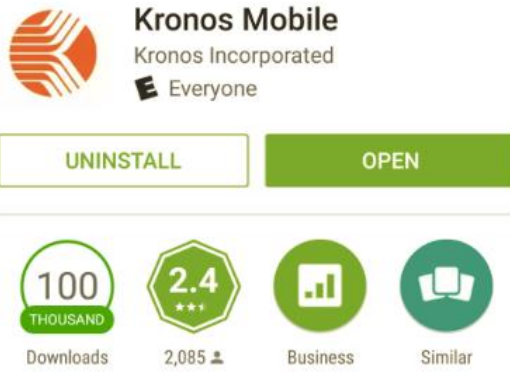 Kronos Mobile
Kronos Incorporated
E Everyone
UNINSTALL
OPEN
100
THOUSAND
Downloads
2.4
2,085
Business
Similar